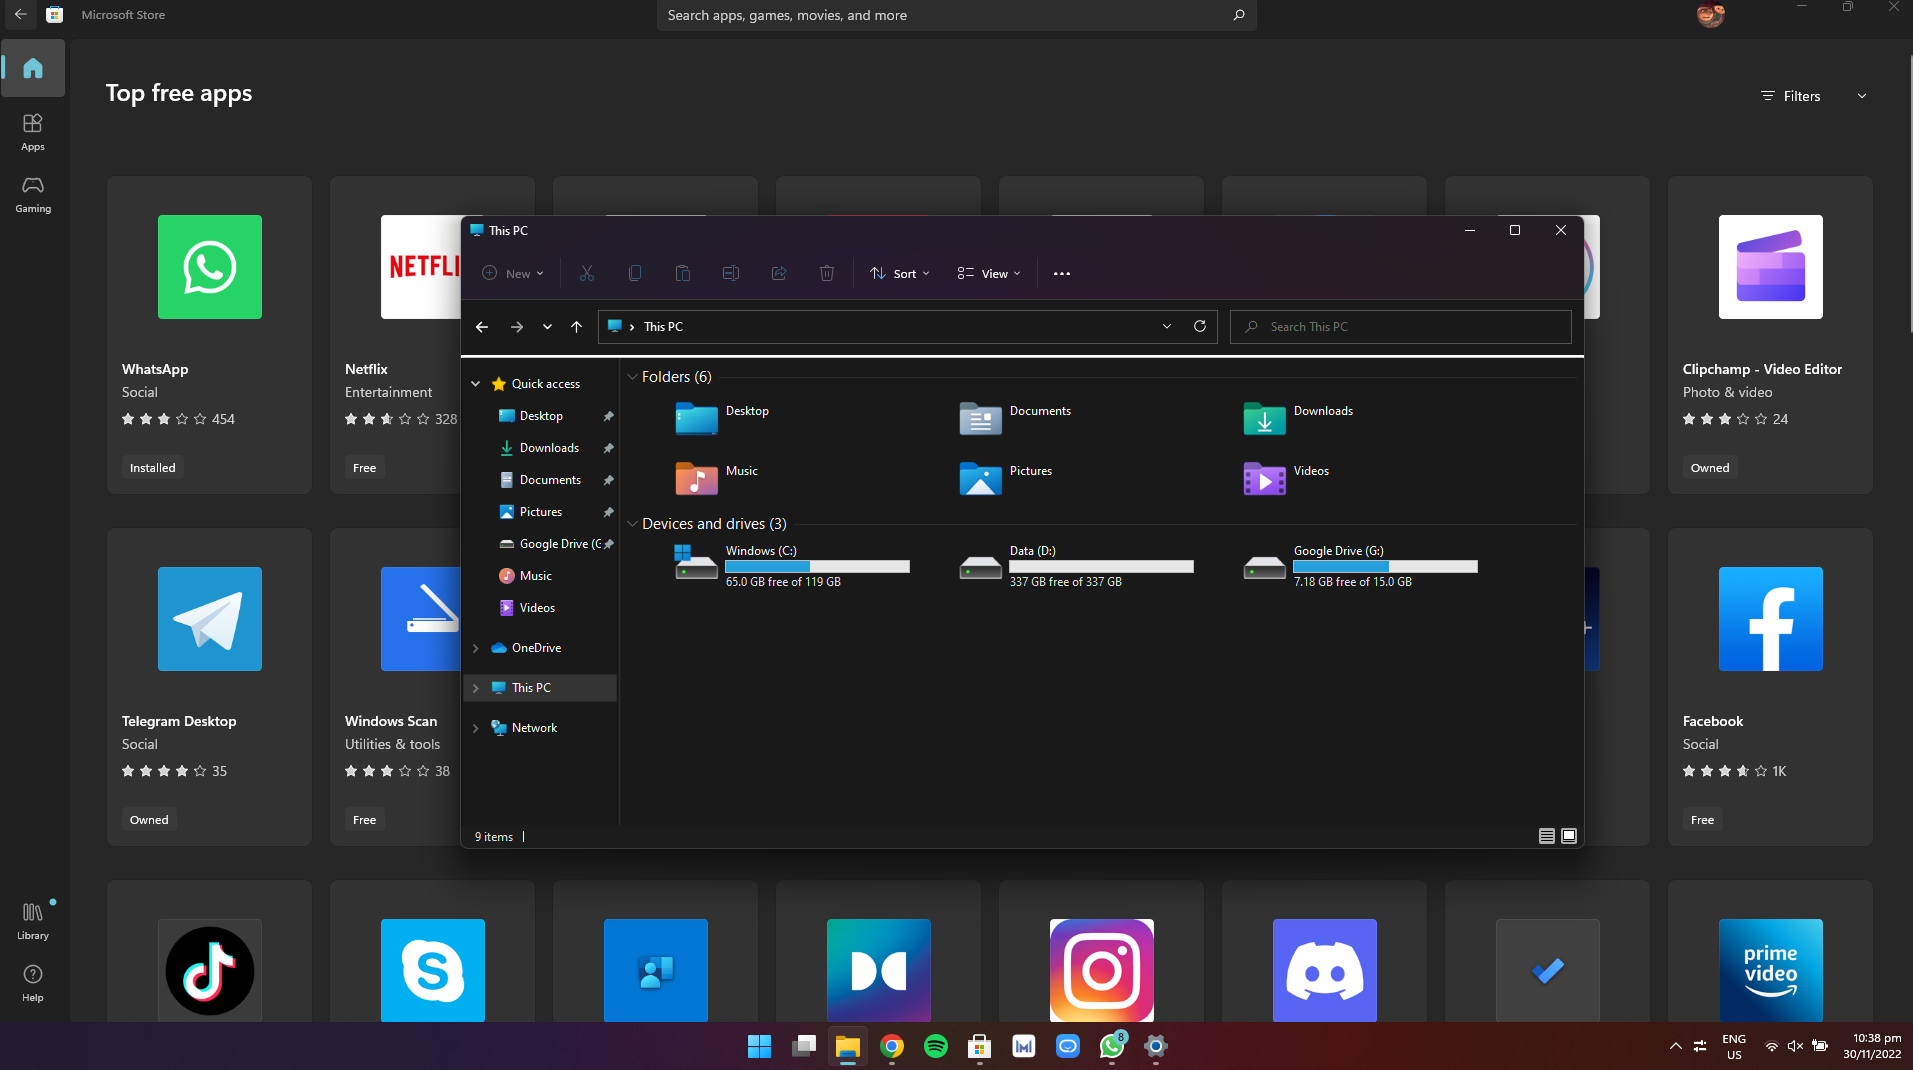 Microsoft Store
Search apps, games, movies, and more
Top free apps
Filters
Apps
Gaming
Library
Help
WhatsApp
Social
454
Installed
NETFLI
Netflix
Entertainment
328
Free
Clipchamp - Video Editor
Photo & video
24
Owned
Telegram Desktop
Social
35
Owned
Windows Scan
Utilities & tools
38
Free
Facebook
Social
1K
Free
prime
video
This PC
New
Sort
View
This PC
Search This PC
Quick access
Desktop
Downloads
Documents
Pictures
Google Drive (G
Music
Videos
OneDrive
This PC
Network
Folders (6)
Desktop
Documents
Downloads
Music
Pictures
Videos
Devices and drives (3)
Windows (C:)
65.0 GB free of 119 GB
Data (D:)
337 GB free of 337 GB
Google Drive (G:)
7.18 GB free of 15.0 GB
9 items
8
ENG
US
10:38 pm
30/11/2022